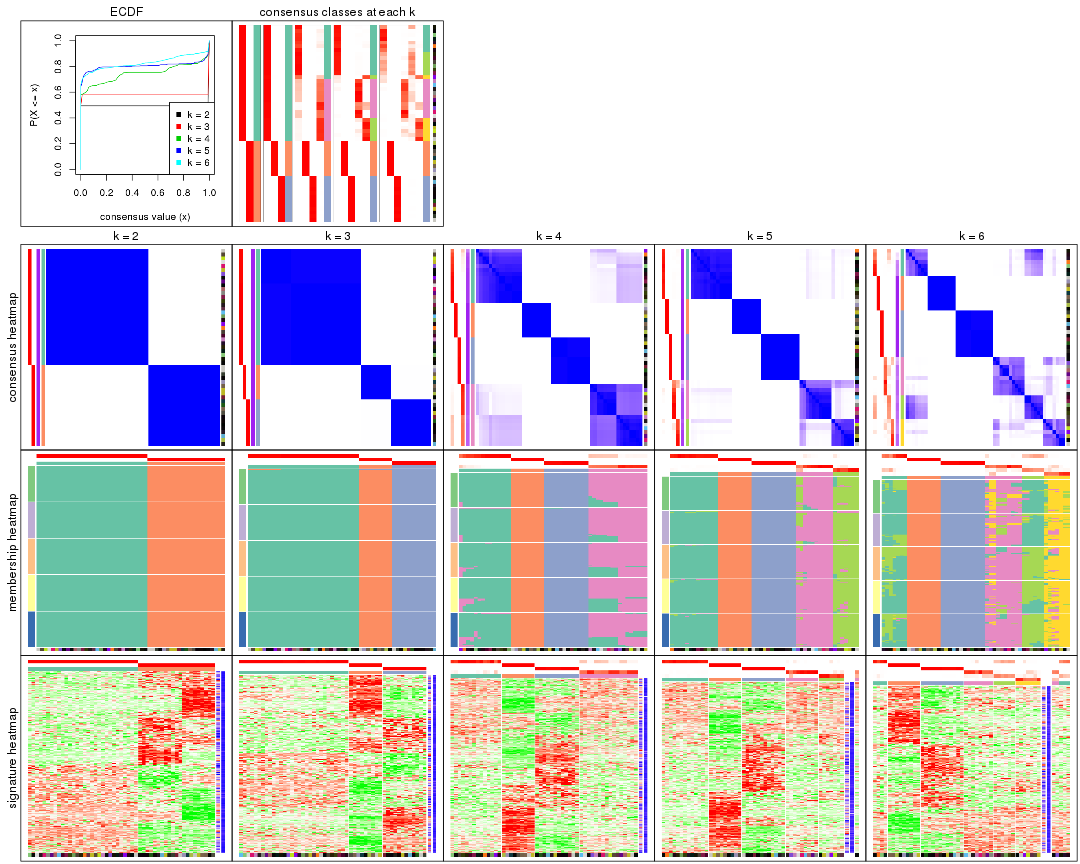 ECDF
consensus classes at each k
P(X <= x)
1.0
0.8
0.6
0.4
0.2
0.0
k = 2
k = 3
k = 4
k = 5
k = 6
0.0 0.2 0.4 0.6 0.8 1.0
consensus value (x)
k = 2
k = 3
k = 4
k = 5
k = 6
consensus heatmap
membership heatmap
signature heatmap